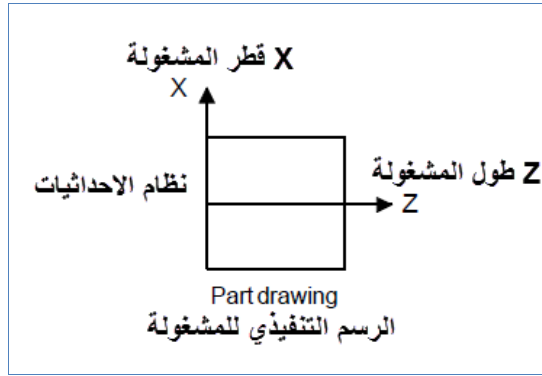 X قطر المشغولة
X
نظام الاحداثيات
Z طول المشغولة
Z
Part drawing
الرسم التنفيذي للمشغولة